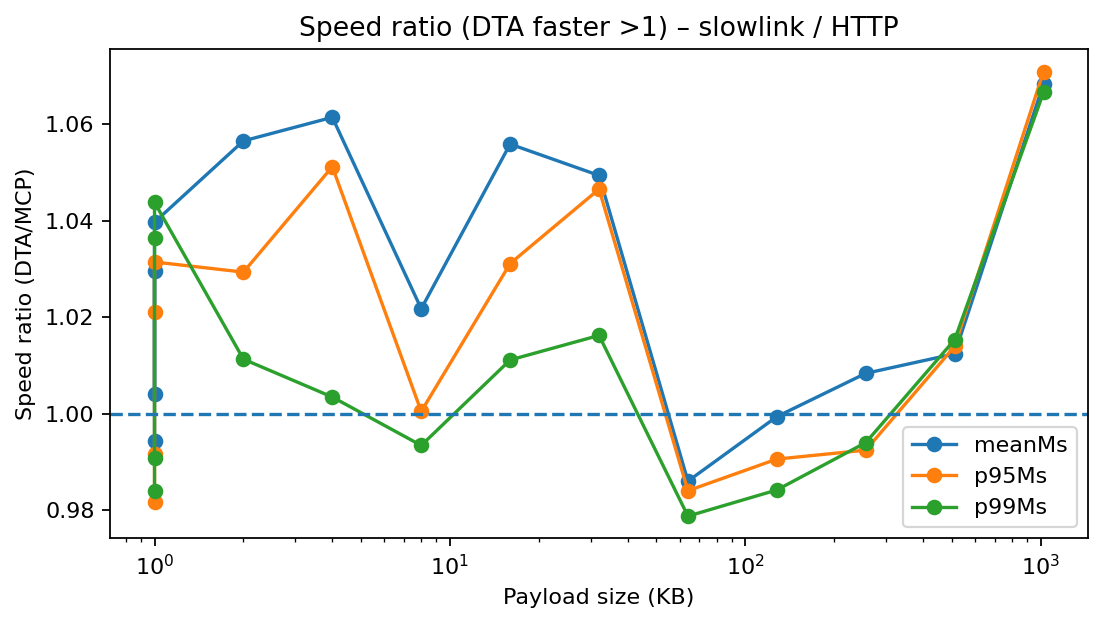 Speed ratio (DTA faster >1) – slowlink / HTTP
Speed ratio (DTA/MCP)
1.06
1.04
1.02
1.00
0.98
meanMs
p95Ms
p99Ms
10⁰
10¹
10²
10³
Payload size (KB)